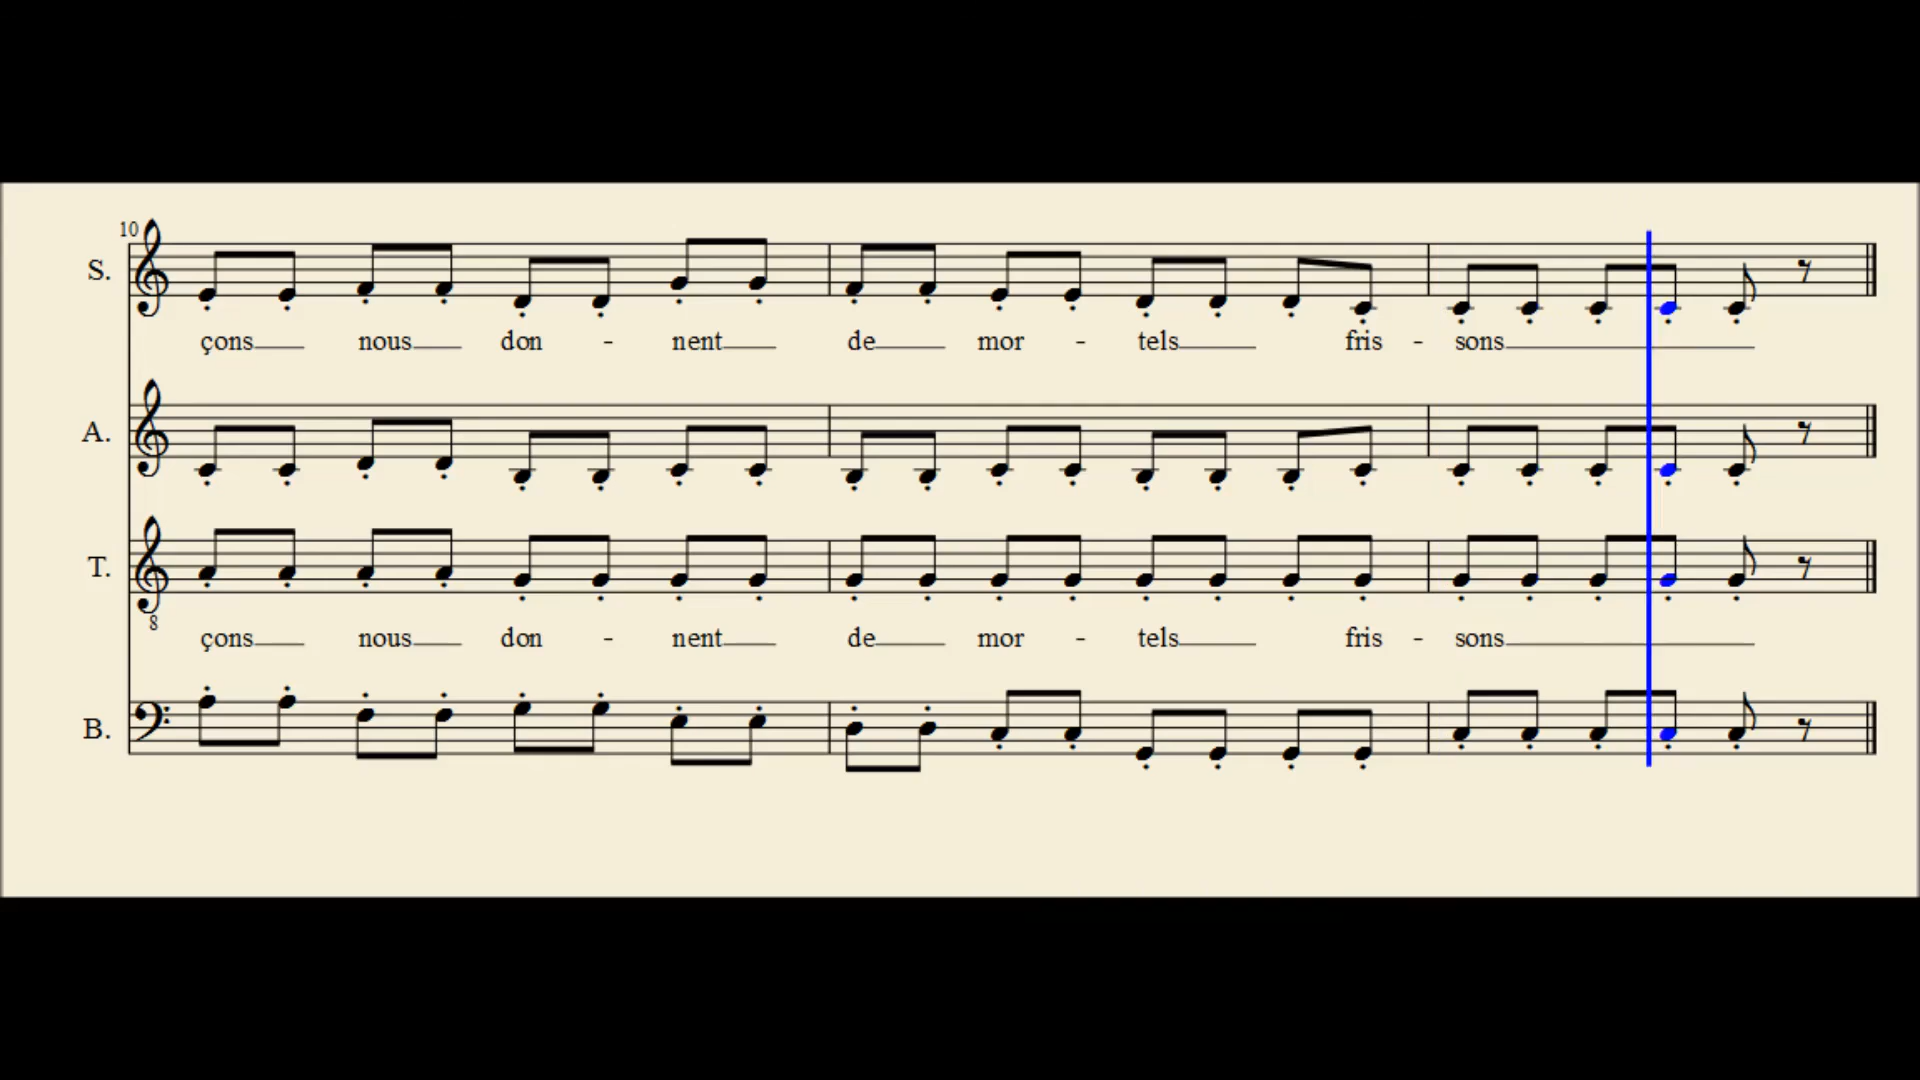 10
S.
çons nous don - nent de mor - tels fris - sons
A.
T.
8
çons nous don - nent de mor - tels fris - sons
B.